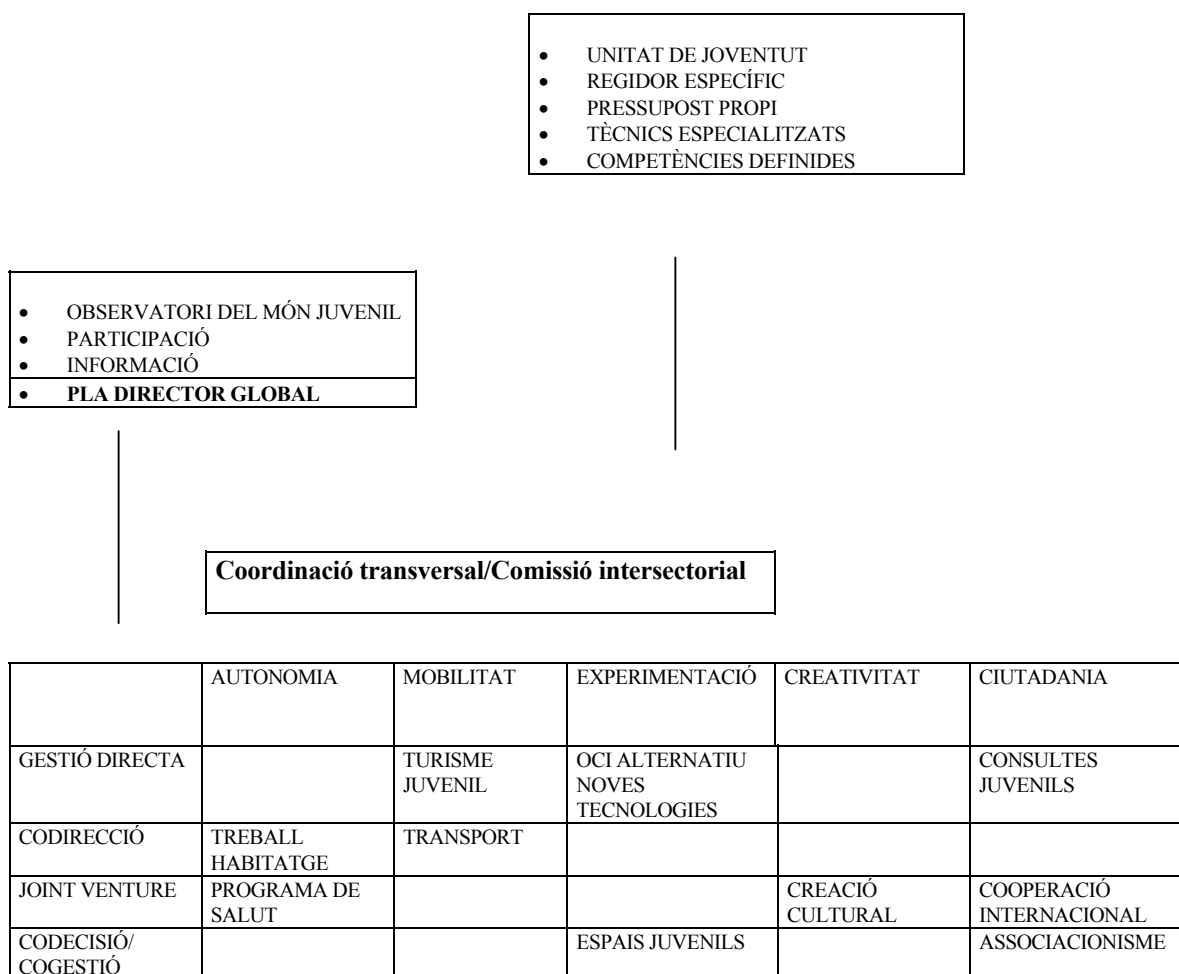 • UNITAT DE JOVENTUT
• REGIDOR ESPECÍFIC
• PRESSUPOST PROPI
• TÈCNICS ESPECIALITZATS
• COMPETÈNCIES DEFINIDES
• OBSERVATORI DEL MÓN JUVENIL
• PARTICIPACIÓ
• INFORMACIÓ
• PLA DIRECTOR GLOBAL
Coordinació transversal/Comissió intersectorial
AUTONOMIA MOBILITAT EXPERIMENTACIÓ CREATIVITAT CIUTADANIA
GESTIÓ DIRECTA TURISME OCI ALTERNATIU CONSULTES
JUVENIL NOVES JUVENILS
TECNOLOGIES
CODIRECCIÓ TREBALL TRANSPORT
HABITATGE
JOINT VENTURE PROGRAMA DE CREACIÓ COOPERACIÓ
SALUT CULTURAL INTERNACIONAL
CODECISIÓ/ ESPAIS JUVENILS ASSOCIACIONISME
COGESTIÓ